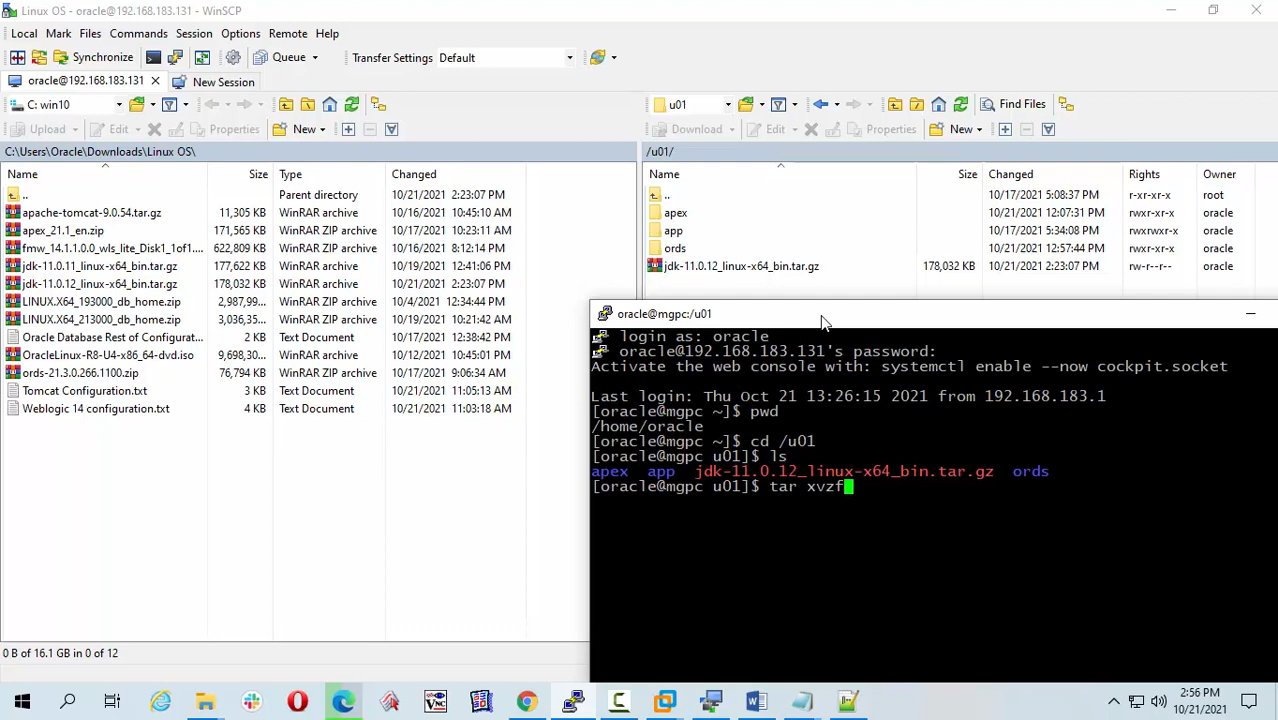 Linux OS - oracle@192.168.183.131 - WinSCP
Local Mark Files Commands Session Options Remote Help
Synchronize Queue Transfer Settings Default
oracle@192.168.183.131 New Session
C: win10 u01 Find Files
Upload Edit Properties New Download Edit Properties New
C:\Users\Oracle\Downloads\Linux OS\ /u01/
Name Size Type Changed Name Size Changed Rights Owner
.. Parent directory 10/21/2021 2:23:07 PM .. 10/17/2021 5:08:37 PM r-xr-xr-x root
apache-tomcat-9.0.54.tar.gz 11,305 KB WinRAR archive 10/16/2021 10:45:10 AM apex 10/21/2021 12:07:31 PM rwxr-xr-x oracle
apex_21.1_en.zip 171,565 KB WinRAR ZIP archive 10/17/2021 9:23:07 AM app 10/17/2021 5:34:08 PM rwxrwxr-x oracle
fmw_14.1.1.0.0_wls_lite_Disk1_1of1.... 622,809 KB WinRAR ZIP archive 10/16/2021 8:12:14 PM ords 10/21/2021 12:57:44 PM rwxr-xr-x oracle
jdk-11.0.11_linux-x64_bin.tar.gz 177,622 KB WinRAR archive 10/19/2021 12:41:06 PM jdk-11.0.12_linux-x64_bin.tar.gz 178,032 KB 10/21/2021 2:23:07 PM rw-r--r-- oracle
jdk-11.0.12_linux-x64_bin.tar.gz 178,032 KB WinRAR archive 10/21/2021 2:23:07 PM
LINUX.X64_193000_db_home.zip 2,987,99... WinRAR ZIP archive 10/4/2021 12:34:44 PM
LINUX.X64_213000_db_home.zip 3,036,35... WinRAR ZIP archive 10/19/2021 10:21:42 AM
Oracle Database Rest of Configurat... Text Document 10/17/2021 12:38:42 PM
OracleLinux-R8-U4-x86_64-dvd.iso 9,698,30... WinRAR archive 10/12/2021 10:45:01 PM
ords-21.3.0.266.1100.zip 76,794 KB WinRAR ZIP archive 10/17/2021 9:06:34 AM
Tomcat Configuration.txt 3 KB Text Document 10/21/2021 11:05:13 AM
Weblogic 14 configuration.txt 4 KB Text Document 10/21/2021 11:03:18 AM
0 B of 16.1 GB in 0 of 12
oracle@mgpc:/u01
login as: oracle
oracle@192.168.183.131's password:
Activate the web console with: systemctl enable --now cockpit.socket
Last login: Thu Oct 21 13:26:15 2021 from 192.168.183.1
[oracle@mgpc ~]$ pwd
/home/oracle
[oracle@mgpc ~]$ cd /u01
[oracle@mgpc u01]$ ls
apex app jdk-11.0.12_linux-x64_bin.tar.gz ords
[oracle@mgpc u01]$ tar xvzf
2:56 PM
10/21/2021